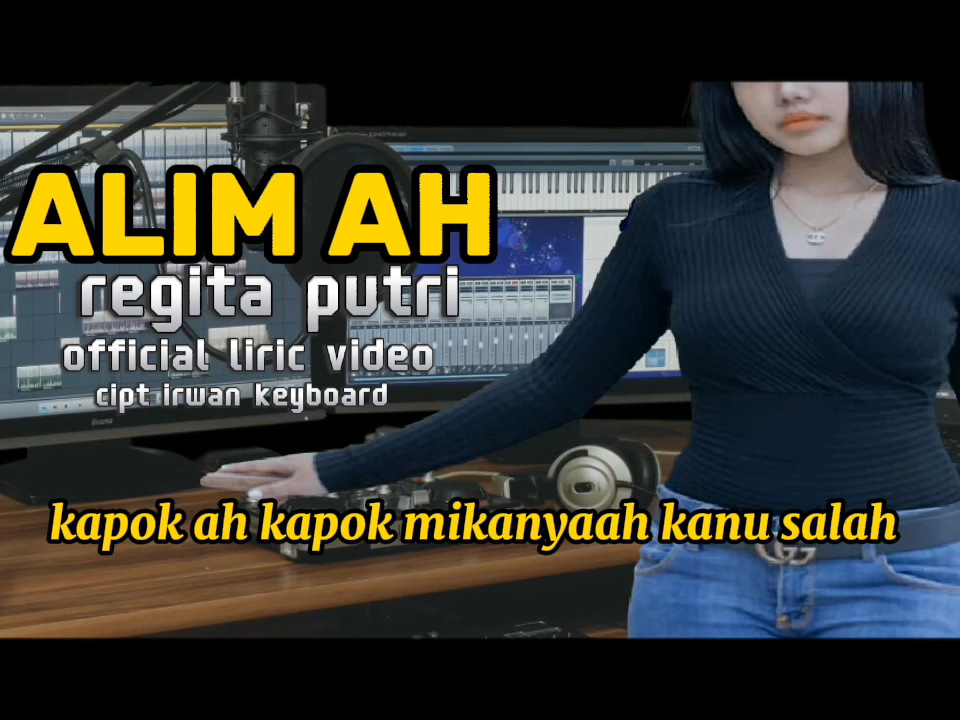 ALIM AH
regita putri
official liric video
cipt irwan keyboard
kapok ah kapok mikanyaah kanu salah